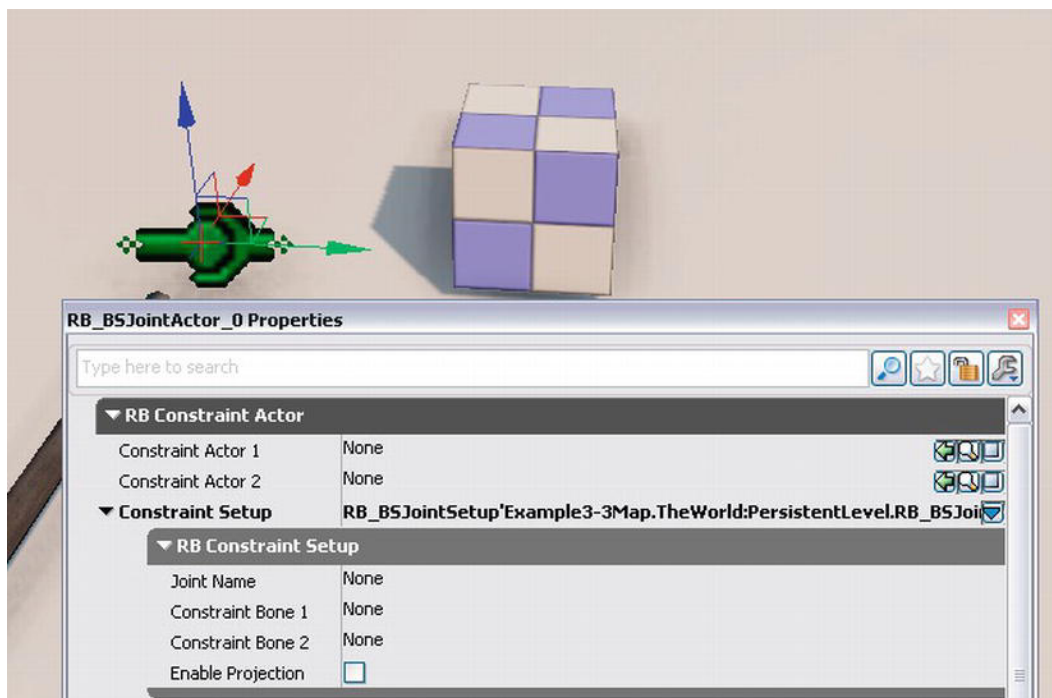 RB_BSJointActor_0 Properties
Type here to search
RB Constraint Actor
Constraint Actor 1 None
Constraint Actor 2 None
Constraint Setup RB_BSJointSetup'Example3-3Map.TheWorld:PersistentLevel.RB_BSJoin
RB Constraint Setup
Joint Name None
Constraint Bone 1 None
Constraint Bone 2 None
Enable Projection